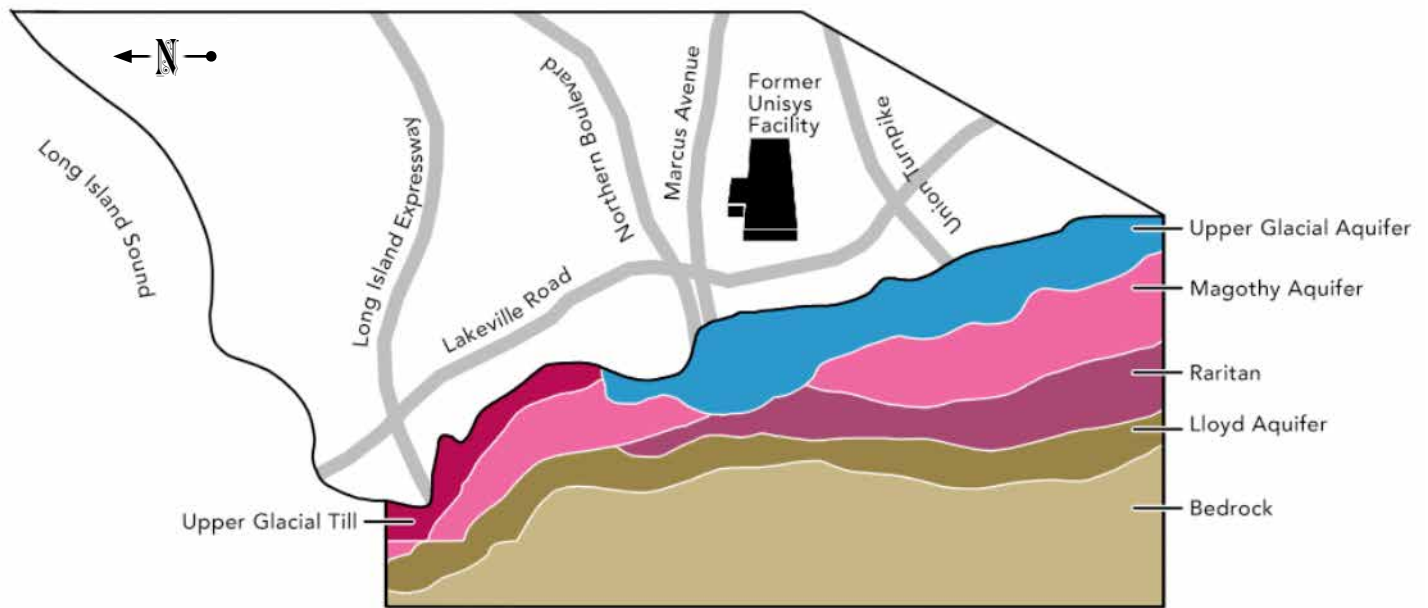 N
Long Island Sound
Long Island Expressway
Northern Boulevard
Marcus Avenue
Former
Unisys
Facility
Union Turnpike
Lakeville Road
Upper Glacial Aquifer
Magothy Aquifer
Raritan
Lloyd Aquifer
Upper Glacial Till
Bedrock